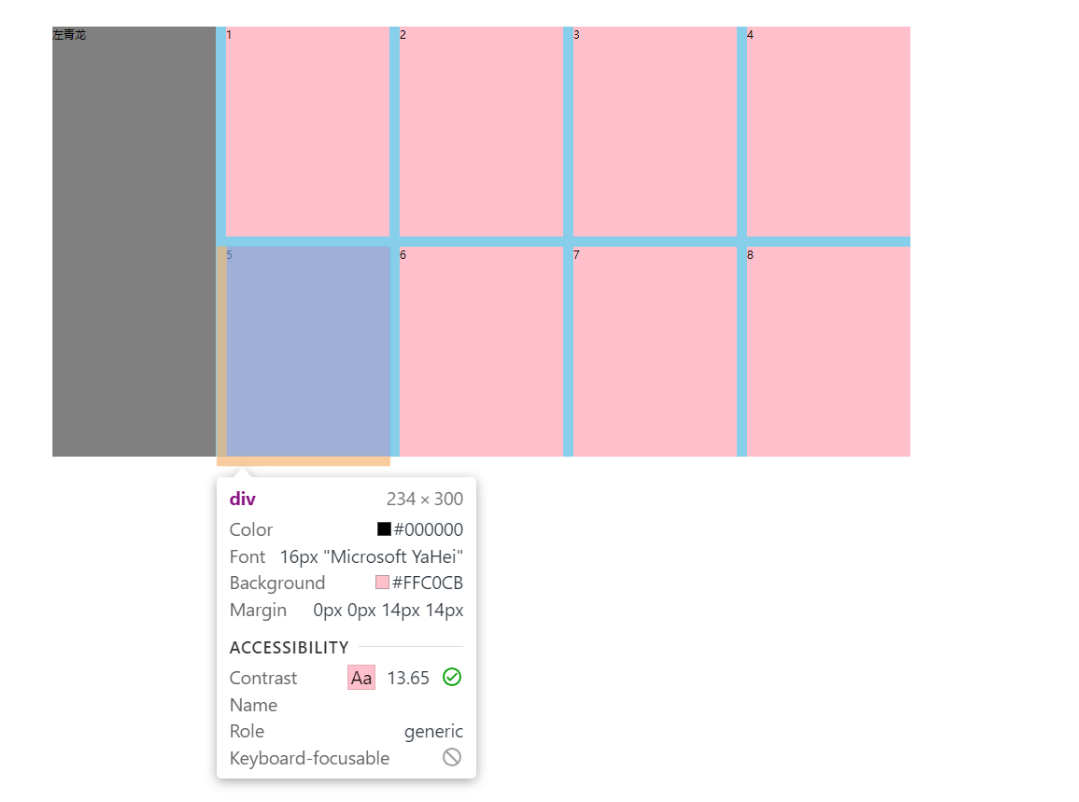 左青龙
1
2
3
4
5
6
7
8
div 234 × 300
Color #000000
Font 16px "Microsoft YaHei"
Background #FFC0CB
Margin 0px 0px 14px 14px
ACCESSIBILITY
Contrast Aa 13.65
Name
Role generic
Keyboard-focusable